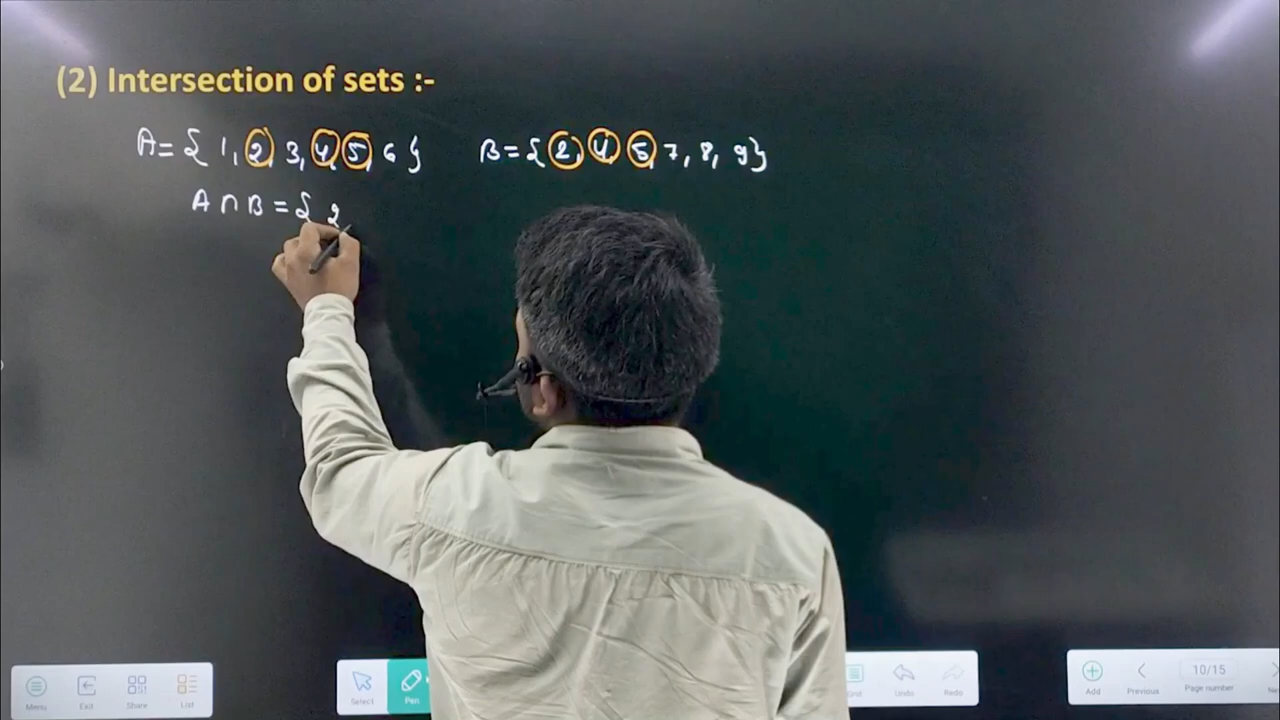 (2) Intersection of sets :-
A = { 1, 2, 3, 4, 5, 6 } B = { 2, 4, 5, 7, 8, 9 }
A ∩ B = { 2
Menu Exit Share List Select Pen Undo Redo Add Previous 10/15 Page number